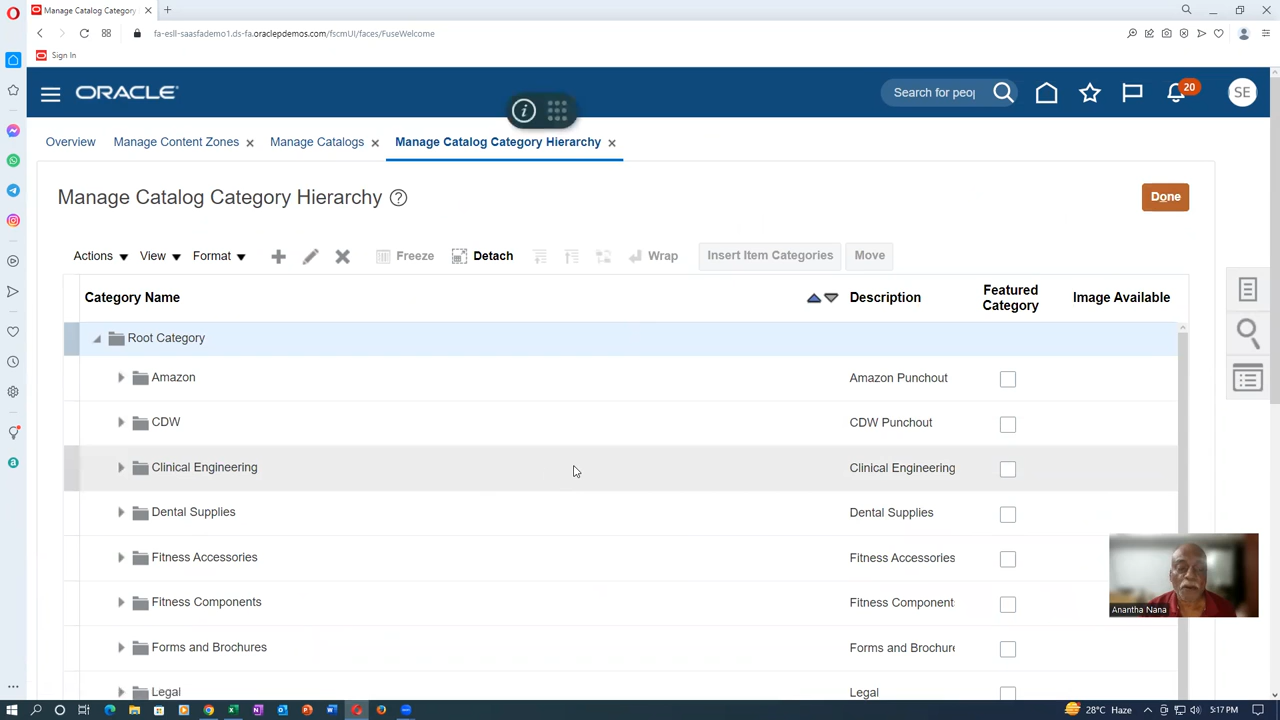 Manage Catalog Category
fa-esll-saasfademo1.ds-fa.oraclepdemos.com/fscmUI/faces/FuseWelcome
Sign In
ORACLE
Search for peop
20
SE
Overview
Manage Content Zones
Manage Catalogs
Manage Catalog Category Hierarchy
Manage Catalog Category Hierarchy
Done
Actions
View
Format
Freeze
Detach
Wrap
Insert Item Categories
Move
Category Name
Description
Featured
Category
Image Available
Root Category
Amazon
Amazon Punchout
CDW
CDW Punchout
Clinical Engineering
Clinical Engineering
Dental Supplies
Dental Supplies
Fitness Accessories
Fitness Accessories
Fitness Components
Fitness Component
Forms and Brochures
Forms and Brochure
Legal
Legal
Anantha Nana
28°C Haze
5:17 PM